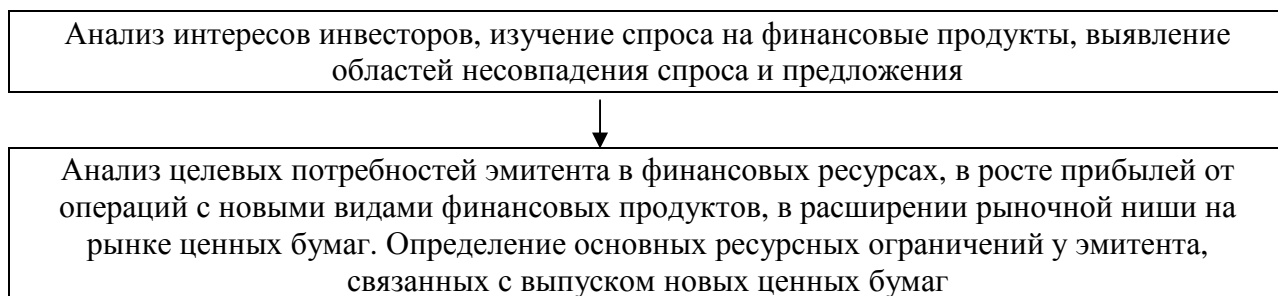 Анализ интересов инвесторов, изучение спроса на финансовые продукты, выявление
областей несовпадения спроса и предложения
Анализ целевых потребностей эмитента в финансовых ресурсах, в росте прибылей от
операций с новыми видами финансовых продуктов, в расширении рыночной ниши на
рынке ценных бумаг. Определение основных ресурсных ограничений у эмитента,
связанных с выпуском новых ценных бумаг